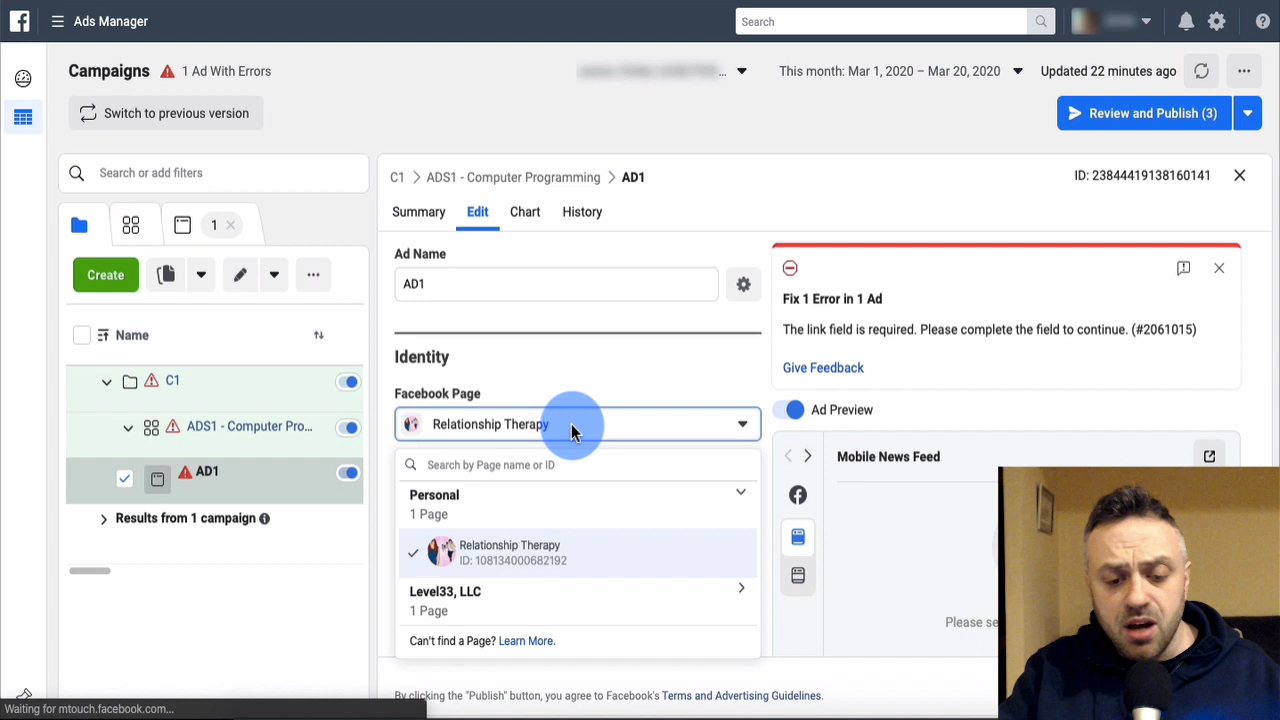 Ads Manager
Search
Campaigns
1 Ad With Errors
This month: Mar 1, 2020 – Mar 20, 2020
Updated 22 minutes ago
Switch to previous version
Review and Publish (3)
Search or add filters
C1 > ADS1 - Computer Programming > AD1
ID: 23844419138160141
1
Summary
Edit
Chart
History
Create
Name
C1
ADS1 - Computer Pro...
AD1
Results from 1 campaign
Ad Name
AD1
Identity
Facebook Page
Relationship Therapy
Search by Page name or ID
Personal
1 Page
Relationship Therapy
ID: 108134000682192
Level33, LLC
1 Page
Can't find a Page? Learn More.
Fix 1 Error in 1 Ad
The link field is required. Please complete the field to continue. (#2061015)
Give Feedback
Ad Preview
Mobile News Feed
Please se
By clicking the "Publish" button, you agree to Facebook's Terms and Advertising Guidelines.
Waiting for mtouch.facebook.com...